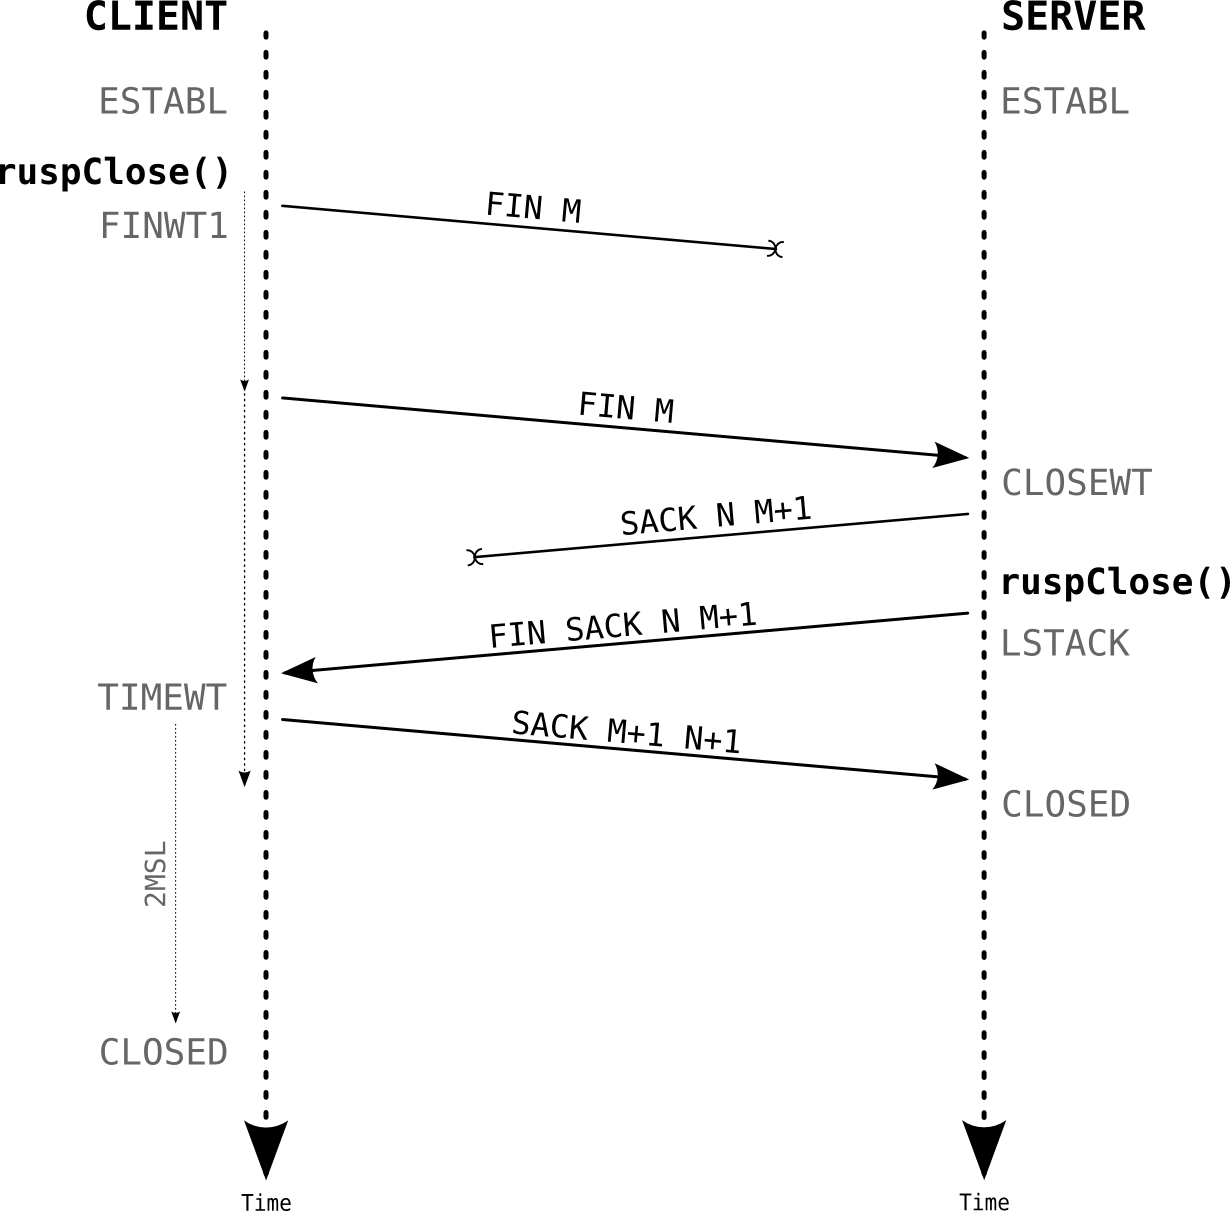 CLIENT
SERVER
ESTABL
ESTABL
ruspClose()
FINWT1
FIN M
FIN M
CLOSEWT
SACK N M+1
ruspClose()
FIN SACK N M+1
LSTACK
TIMEWT
SACK M+1 N+1
CLOSED
2MSL
CLOSED
Time
Time